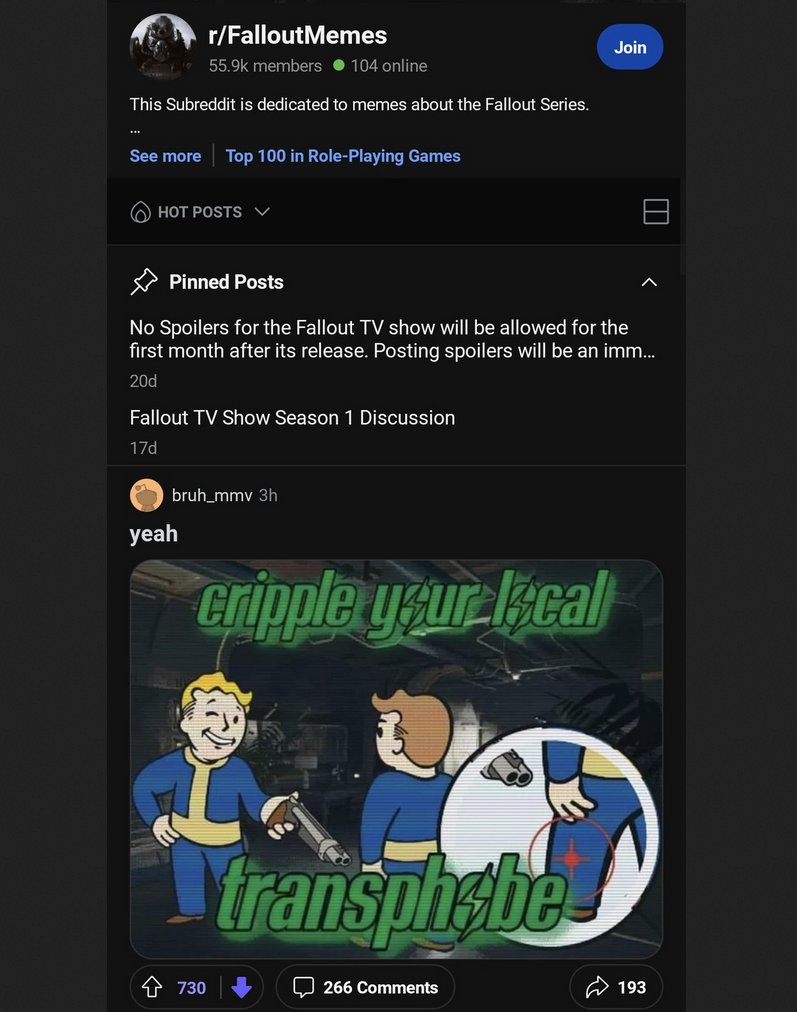 r/FalloutMemes
55.9k members 104 online
Join
This Subreddit is dedicated to memes about the Fallout Series.
...
See more Top 100 in Role-Playing Games
HOT POSTS
Pinned Posts
No Spoilers for the Fallout TV show will be allowed for the
first month after its release. Posting spoilers will be an imm...
20d
Fallout TV Show Season 1 Discussion
17d
bruh_mmv 3h
yeah
cripple your local
transphobe
730 266 Comments 193